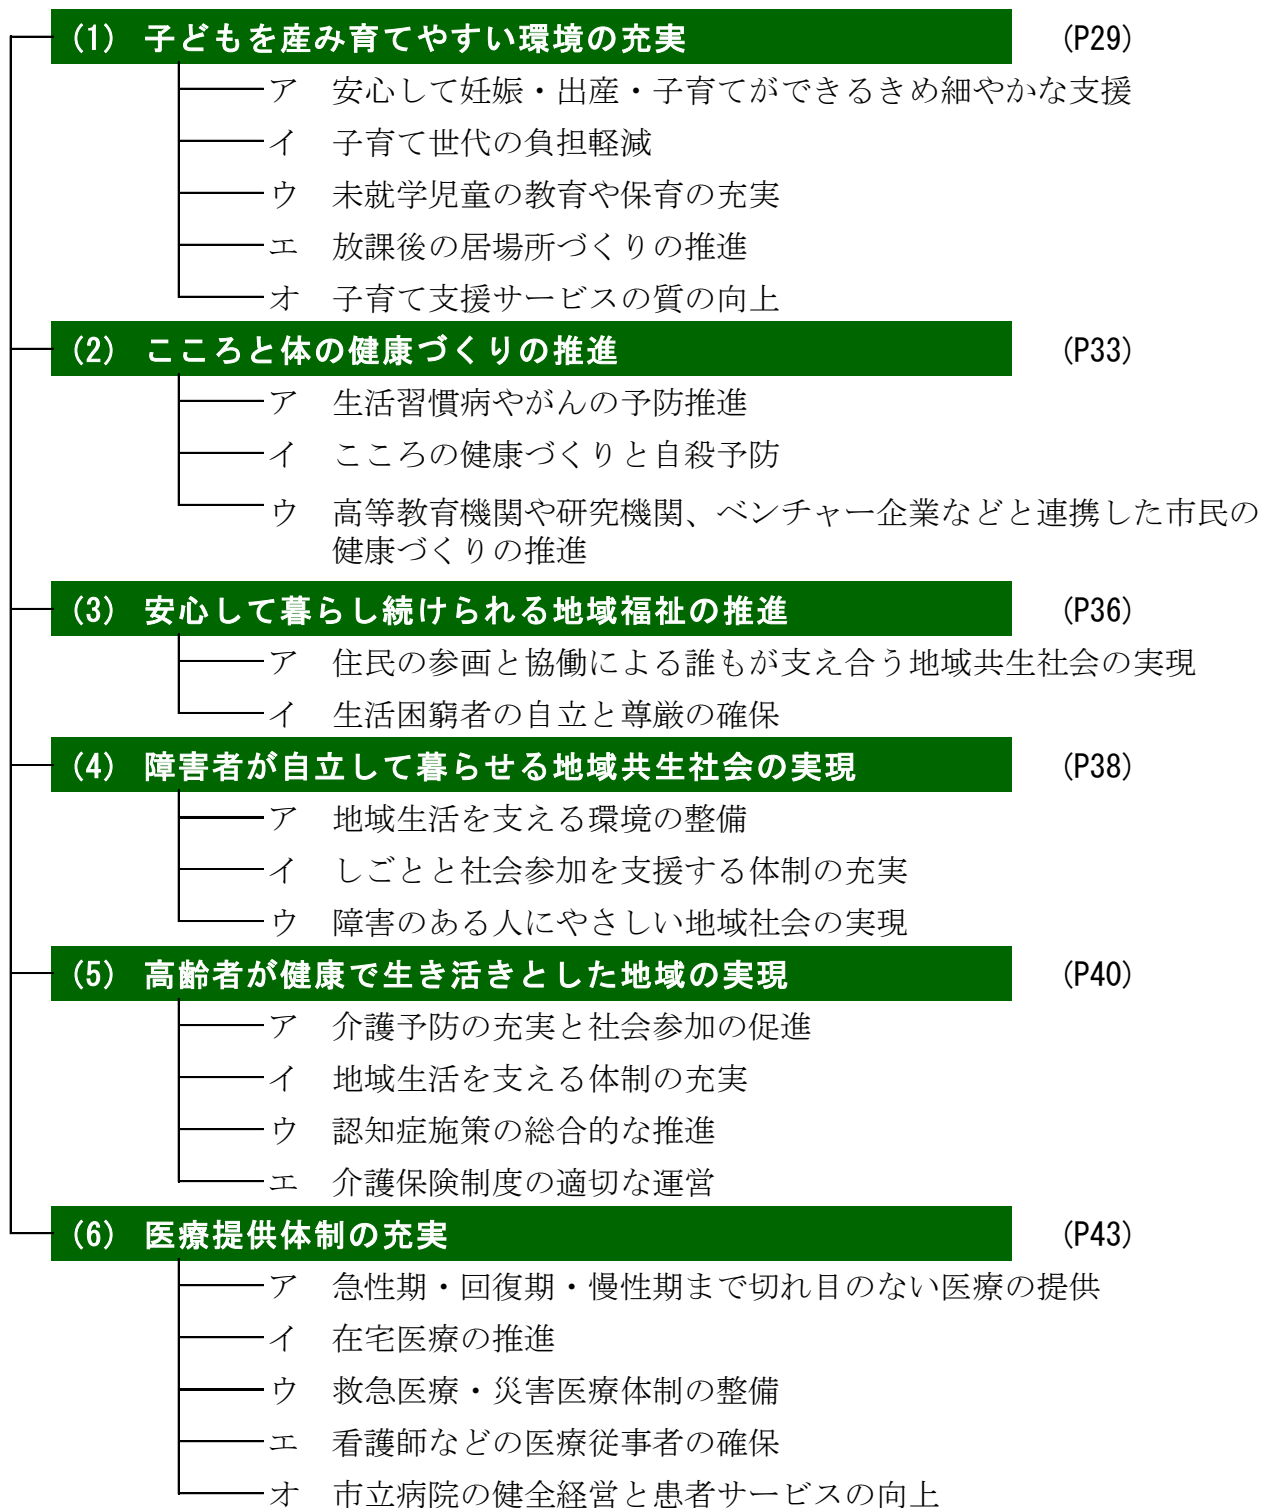 (1) 子どもを産み育てやすい環境の充実 (P29)
ア 安心して妊娠・出産・子育てができるきめ細やかな支援
イ 子育て世代の負担軽減
ウ 未就学児童の教育や保育の充実
エ 放課後の居場所づくりの推進
オ 子育て支援サービスの質の向上
(2) こころと体の健康づくりの推進 (P33)
ア 生活習慣病やがんの予防推進
イ こころの健康づくりと自殺予防
ウ 高等教育機関や研究機関、ベンチャー企業などと連携した市民の
健康づくりの推進
(3) 安心して暮らし続けられる地域福祉の推進 (P36)
ア 住民の参画と協働による誰もが支え合う地域共生社会の実現
イ 生活困窮者の自立と尊厳の確保
(4) 障害者が自立して暮らせる地域共生社会の実現 (P38)
ア 地域生活を支える環境の整備
イ しごとと社会参加を支援する体制の充実
ウ 障害のある人にやさしい地域社会の実現
(5) 高齢者が健康で生き活きとした地域の実現 (P40)
ア 介護予防の充実と社会参加の促進
イ 地域生活を支える体制の充実
ウ 認知症施策の総合的な推進
エ 介護保険制度の適切な運営
(6) 医療提供体制の充実 (P43)
ア 急性期・回復期・慢性期まで切れ目のない医療の提供
イ 在宅医療の推進
ウ 救急医療・災害医療体制の整備
エ 看護師などの医療従事者の確保
オ 市立病院の健全経営と患者サービスの向上